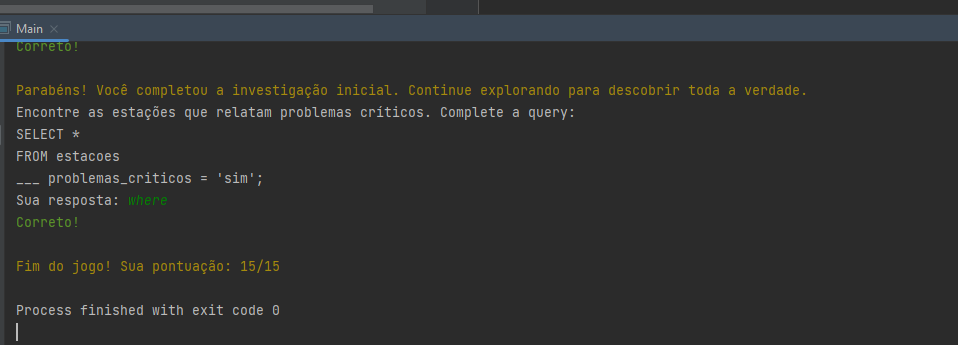 Main
Correto!
Parabéns! Você completou a investigação inicial. Continue explorando para descobrir toda a verdade.
Encontre as estações que relatam problemas críticos. Complete a query:
SELECT *
FROM estacoes
___ problemas_criticos = 'sim';
Sua resposta: where
Correto!
Fim do jogo! Sua pontuação: 15/15
Process finished with exit code 0